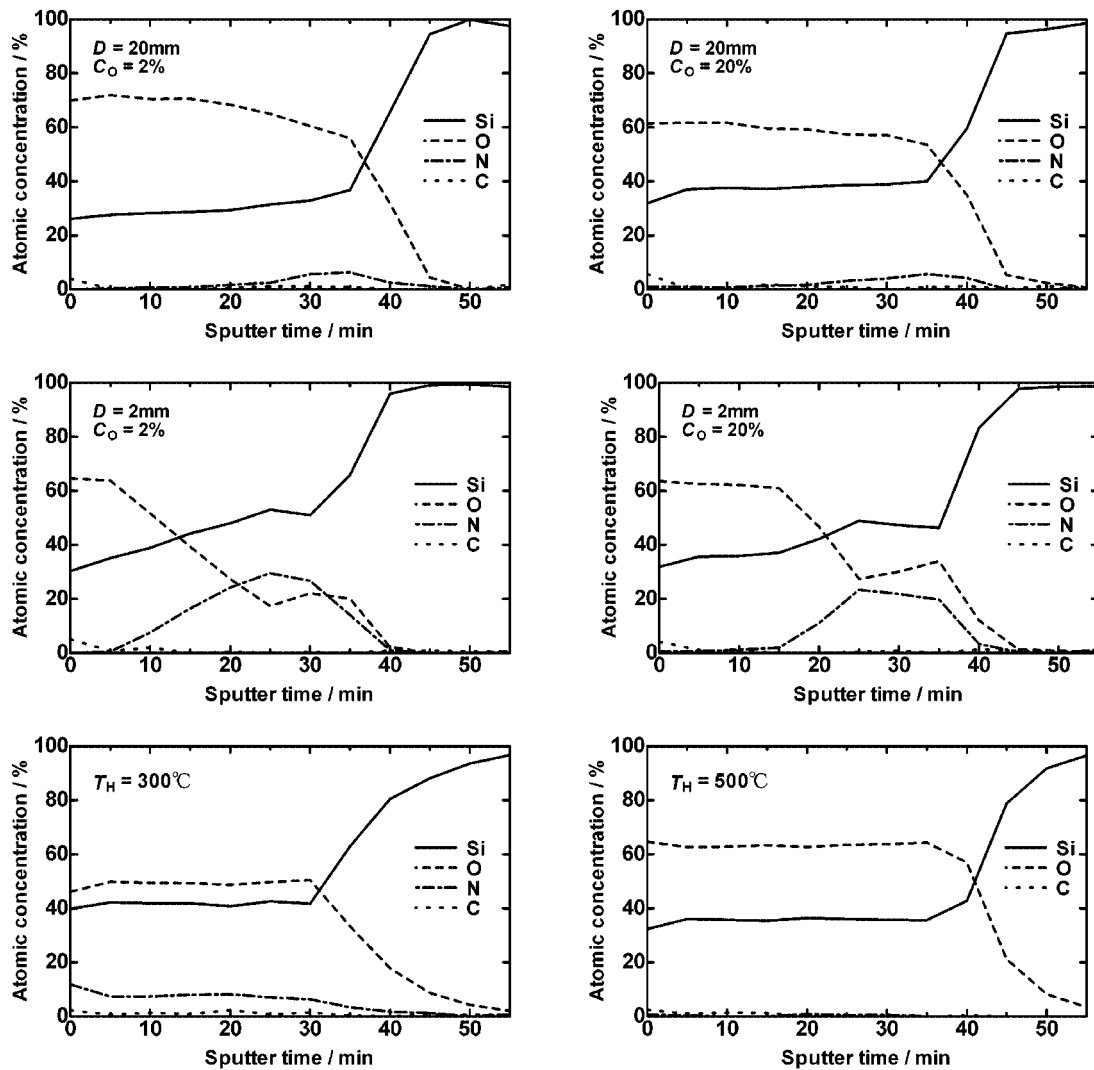 Atomic concentration / %
100
80
60
40
20
0
D = 20mm
C_O = 2%
Si
O
N
C
0 10 20 30 40 50
Sputter time / min
Atomic concentration / %
100
80
60
40
20
0
D = 20mm
C_O = 20%
Si
O
N
C
0 10 20 30 40 50
Sputter time / min
Atomic concentration / %
100
80
60
40
20
0
D = 2mm
C_O = 2%
Si
O
N
C
0 10 20 30 40 50
Sputter time / min
Atomic concentration / %
100
80
60
40
20
0
D = 2mm
C_O = 20%
Si
O
N
C
0 10 20 30 40 50
Sputter time / min
Atomic concentration / %
100
80
60
40
20
0
T_H = 300℃
Si
O
N
C
0 10 20 30 40 50
Sputter time / min
Atomic concentration / %
100
80
60
40
20
0
T_H = 500℃
Si
O
N
C
0 10 20 30 40 50
Sputter time / min